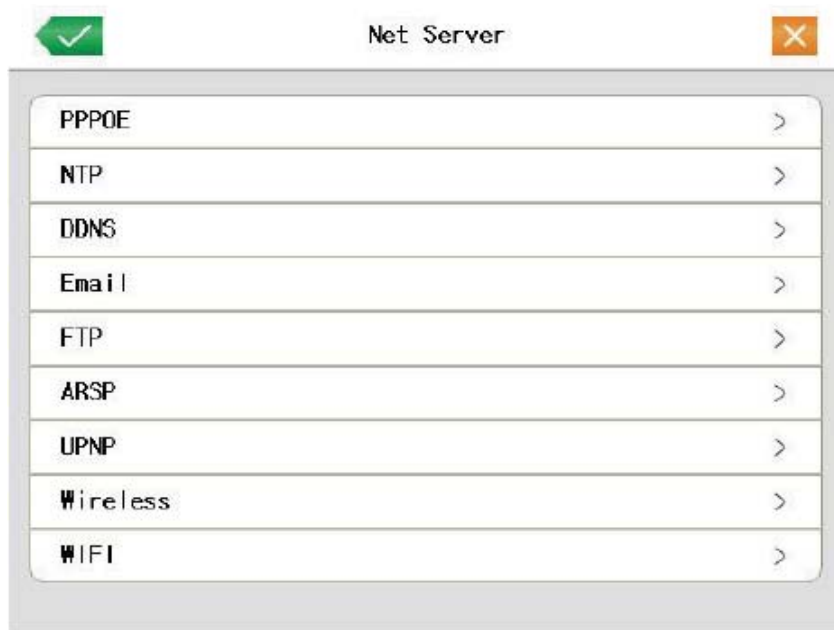 Net Server
PPPOE
NTP
DDNS
Email
FTP
ARSP
UPNP
Wireless
WIFI